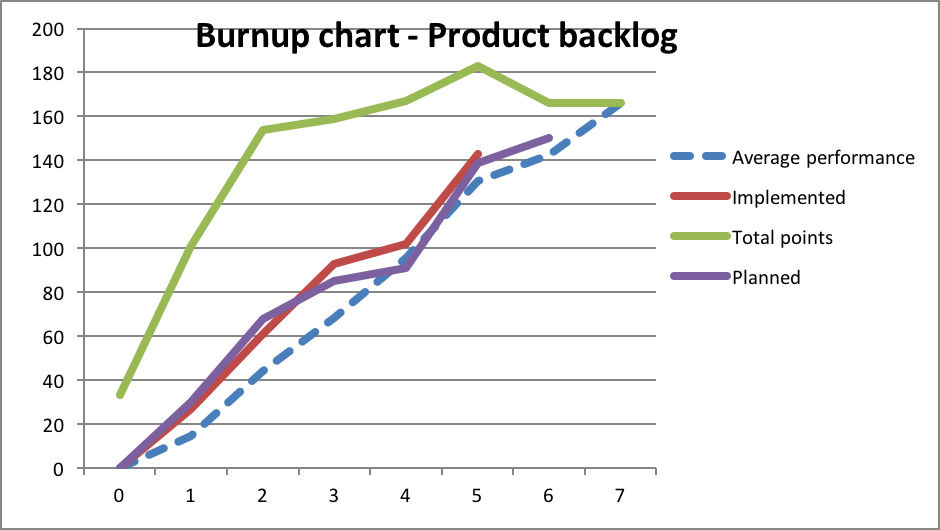 Burnup chart - Product backlog
200
180
160
140
120
100
80
60
40
20
0
0 1 2 3 4 5 6 7
Average performance
Implemented
Total points
Planned